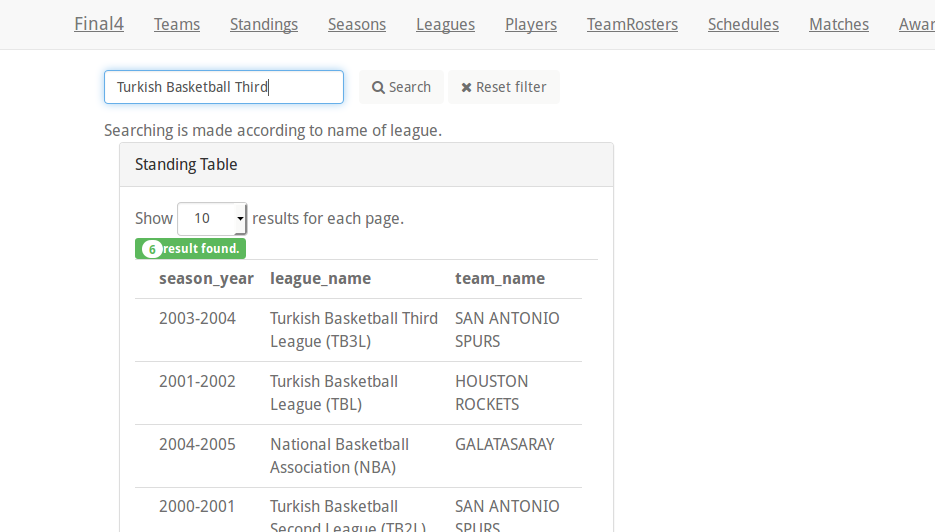 Final4 Teams Standings Seasons Leagues Players TeamRosters Schedules Matches Awar
Turkish Basketball Third Search Reset filter
Searching is made according to name of league.
Standing Table
Show 10 results for each page.
6 result found.
season_year league_name team_name
2003-2004 Turkish Basketball Third SAN ANTONIO
League (TB3L) SPURS
2001-2002 Turkish Basketball HOUSTON
League (TBL) ROCKETS
2004-2005 National Basketball GALATASARAY
Association (NBA)
2000-2001 Turkish Basketball SAN ANTONIO
Second League (TB2L) SPURS